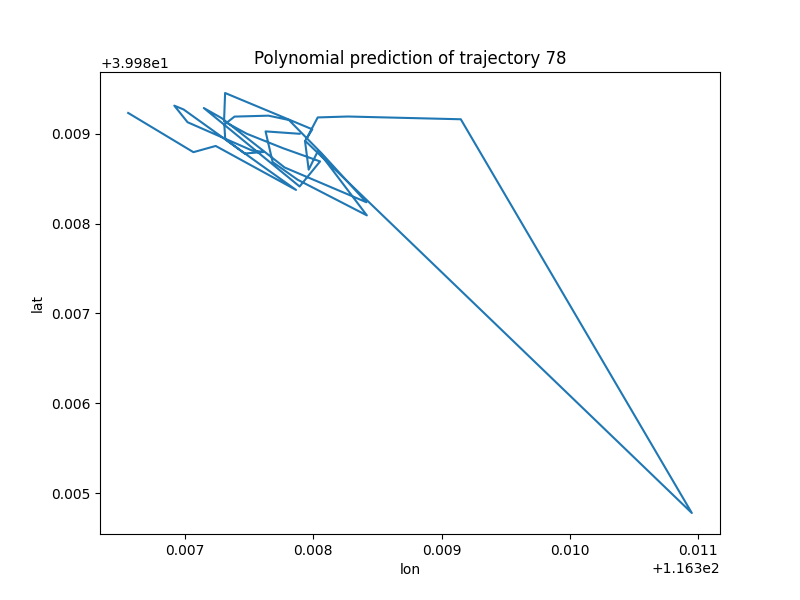 Polynomial prediction of trajectory 78
+3.998e1
0.009
0.008
0.007
0.006
0.005
lat
0.007 0.008 0.009 0.010 0.011
lon
+1.163e2